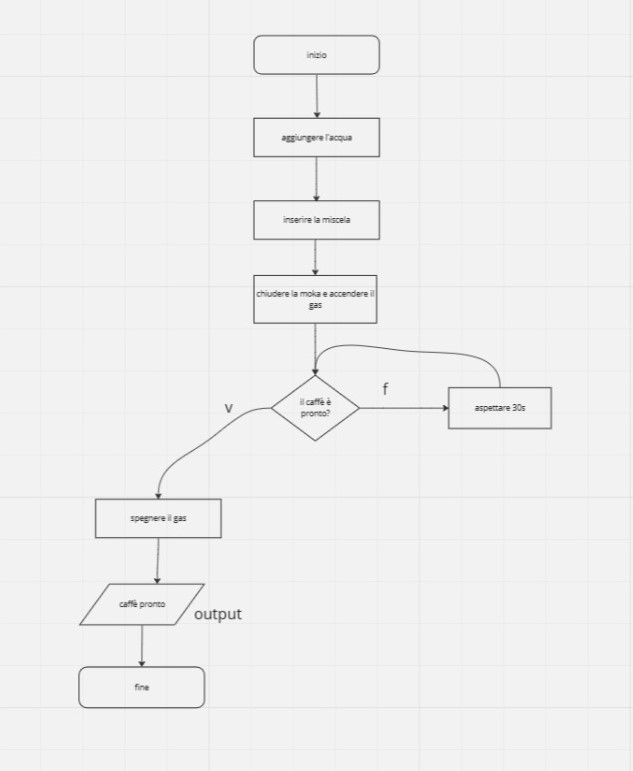 inizio
aggiungere l'acqua
inserire la miscela
chiudere la moka e accendere il
gas
il caffè è
pronto?
f
aspettare 30s
v
spegnere il gas
caffè pronto
output
fine